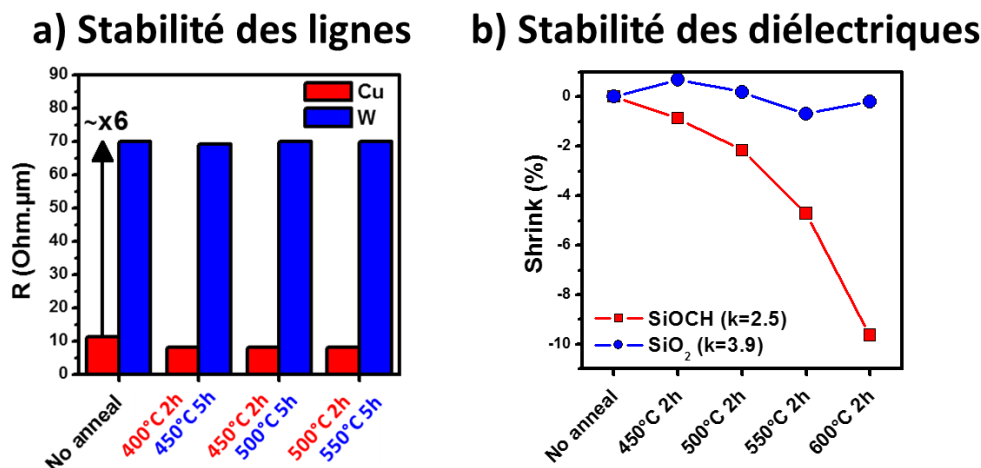 a) Stabilité des lignes
90
80
70
60
50
40
30
20
10
0
R (Ohm.µm)
~x6
Cu
W
No anneal
400°C 2h
450°C 5h
450°C 2h
500°C 5h
500°C 2h
550°C 5h
b) Stabilité des diélectriques
0
-2
-4
-6
-8
-10
Shrink (%)
SiOCH (k=2.5)
SiO₂ (k=3.9)
No anneal
450°C 2h
500°C 2h
550°C 2h
600°C 2h